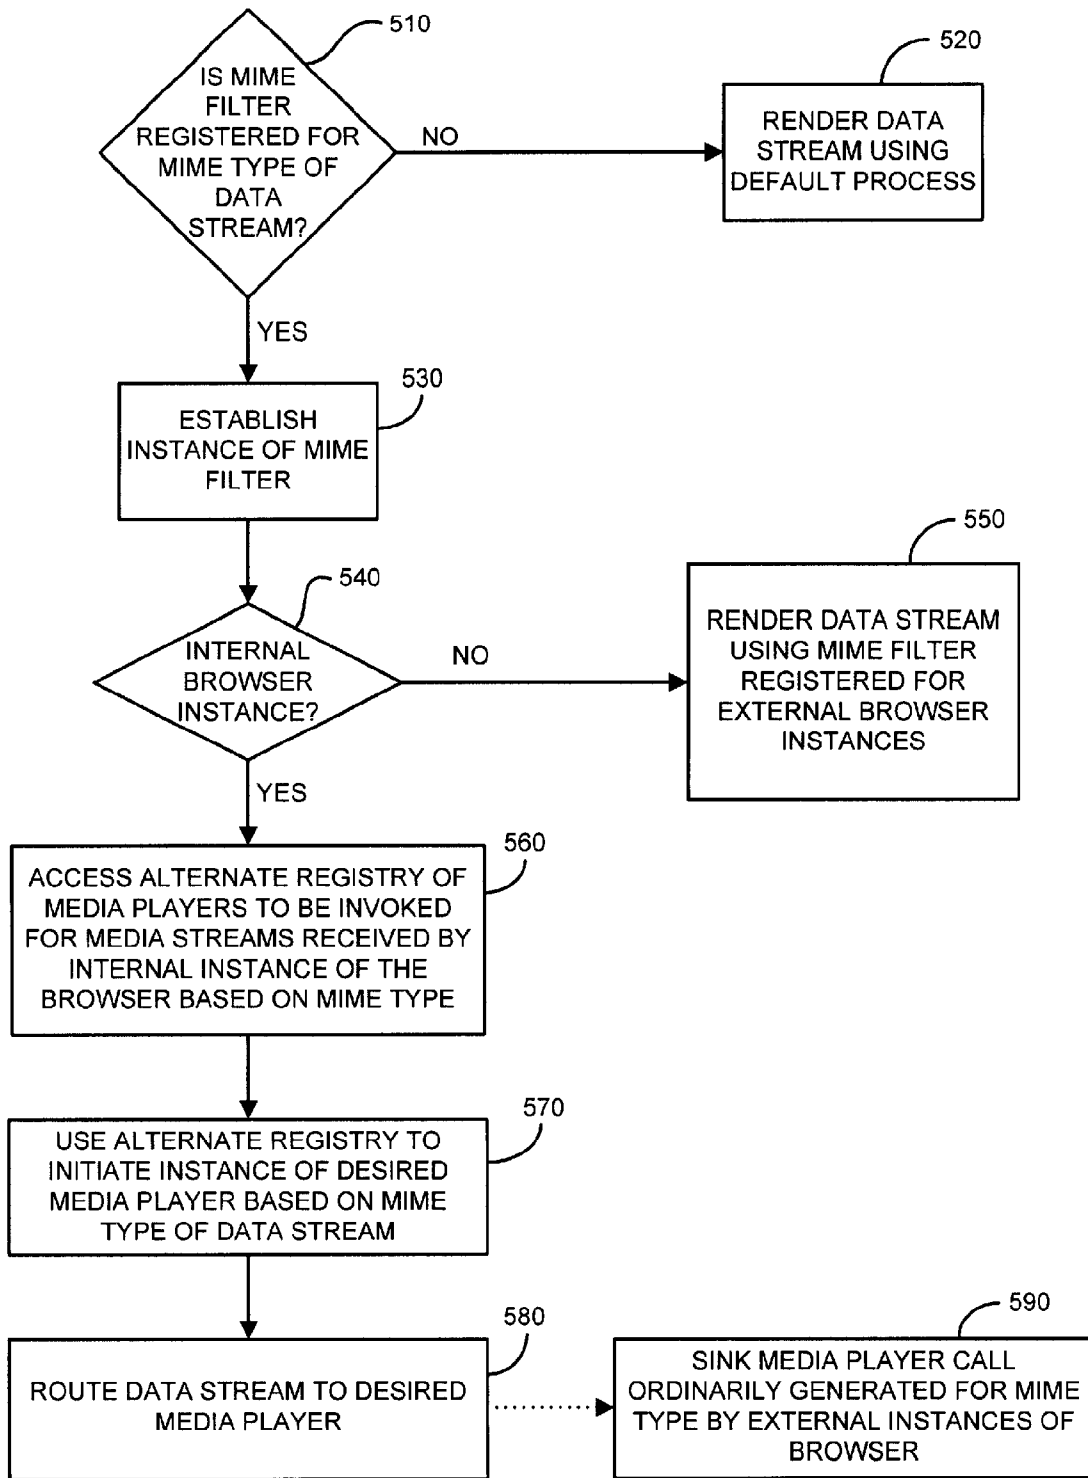 510
IS MIME
FILTER
REGISTERED FOR
MIME TYPE OF
DATA
STREAM?
NO
520
RENDER DATA
STREAM USING
DEFAULT PROCESS
YES
530
ESTABLISH
INSTANCE OF MIME
FILTER
540
INTERNAL
BROWSER
INSTANCE?
NO
550
RENDER DATA STREAM
USING MIME FILTER
REGISTERED FOR
EXTERNAL BROWSER
INSTANCES
YES
560
ACCESS ALTERNATE REGISTRY OF
MEDIA PLAYERS TO BE INVOKED
FOR MEDIA STREAMS RECEIVED BY
INTERNAL INSTANCE OF THE
BROWSER BASED ON MIME TYPE
570
USE ALTERNATE REGISTRY TO
INITIATE INSTANCE OF DESIRED
MEDIA PLAYER BASED ON MIME
TYPE OF DATA STREAM
580
ROUTE DATA STREAM TO DESIRED
MEDIA PLAYER
590
SINK MEDIA PLAYER CALL
ORDINARILY GENERATED FOR MIME
TYPE BY EXTERNAL INSTANCES OF
BROWSER